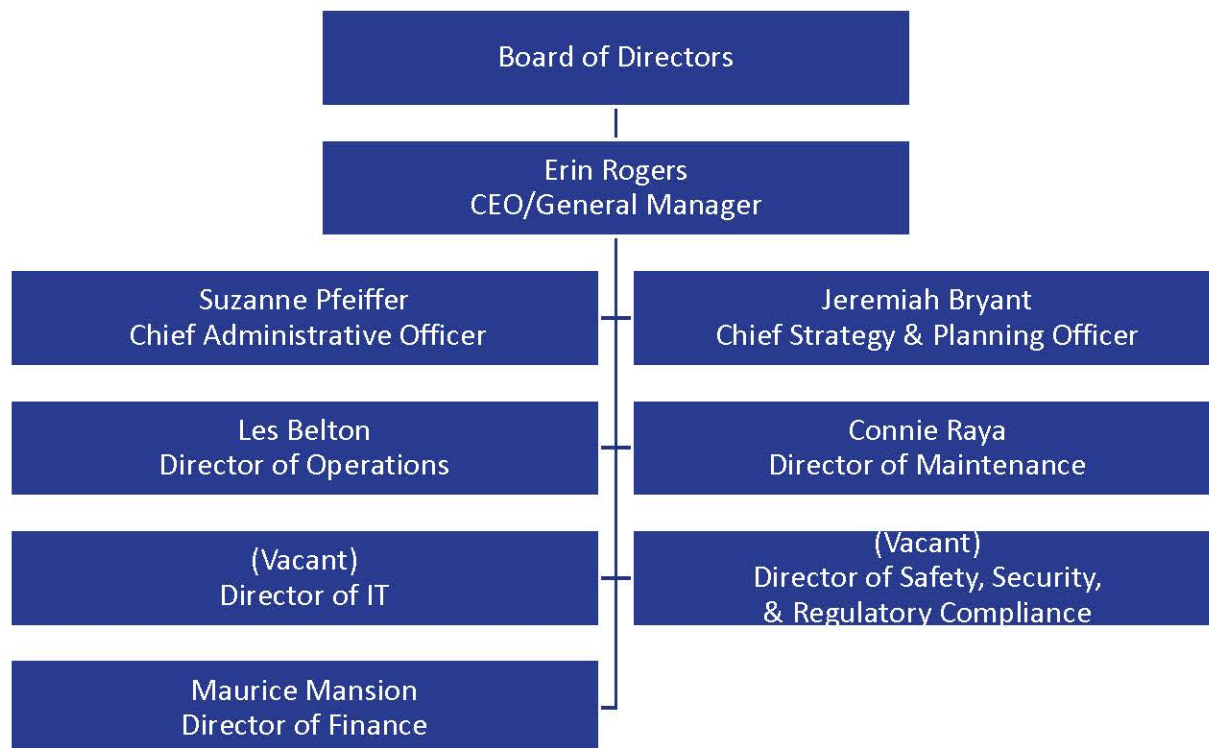 Board of Directors
Erin Rogers
CEO/General Manager
Suzanne Pfeiffer
Chief Administrative Officer
Jeremiah Bryant
Chief Strategy & Planning Officer
Les Belton
Director of Operations
Connie Raya
Director of Maintenance
(Vacant)
Director of IT
(Vacant)
Director of Safety, Security,
& Regulatory Compliance
Maurice Mansion
Director of Finance